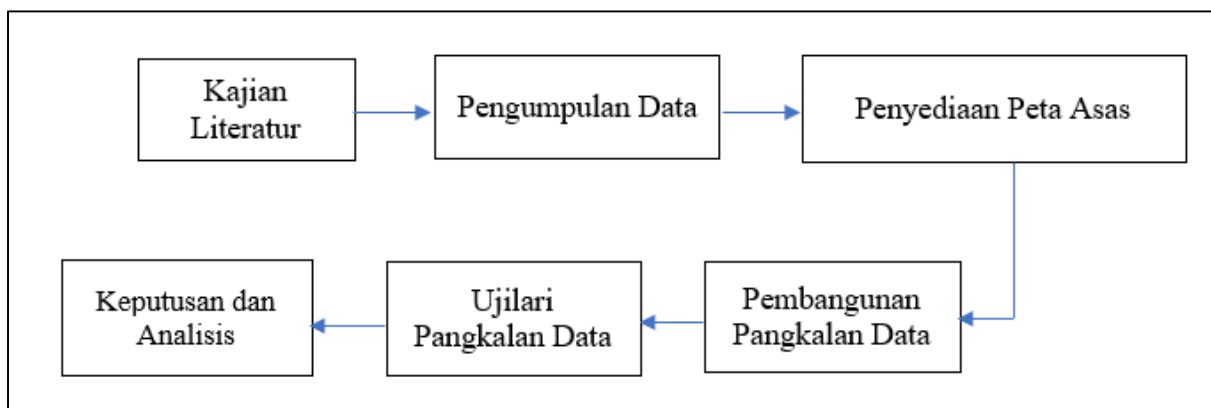 Kajian
Literatur
Pengumpulan Data
Penyediaan Peta Asas
Pembangunan
Pangkalan Data
Ujilari
Pangkalan Data
Keputusan dan
Analisis